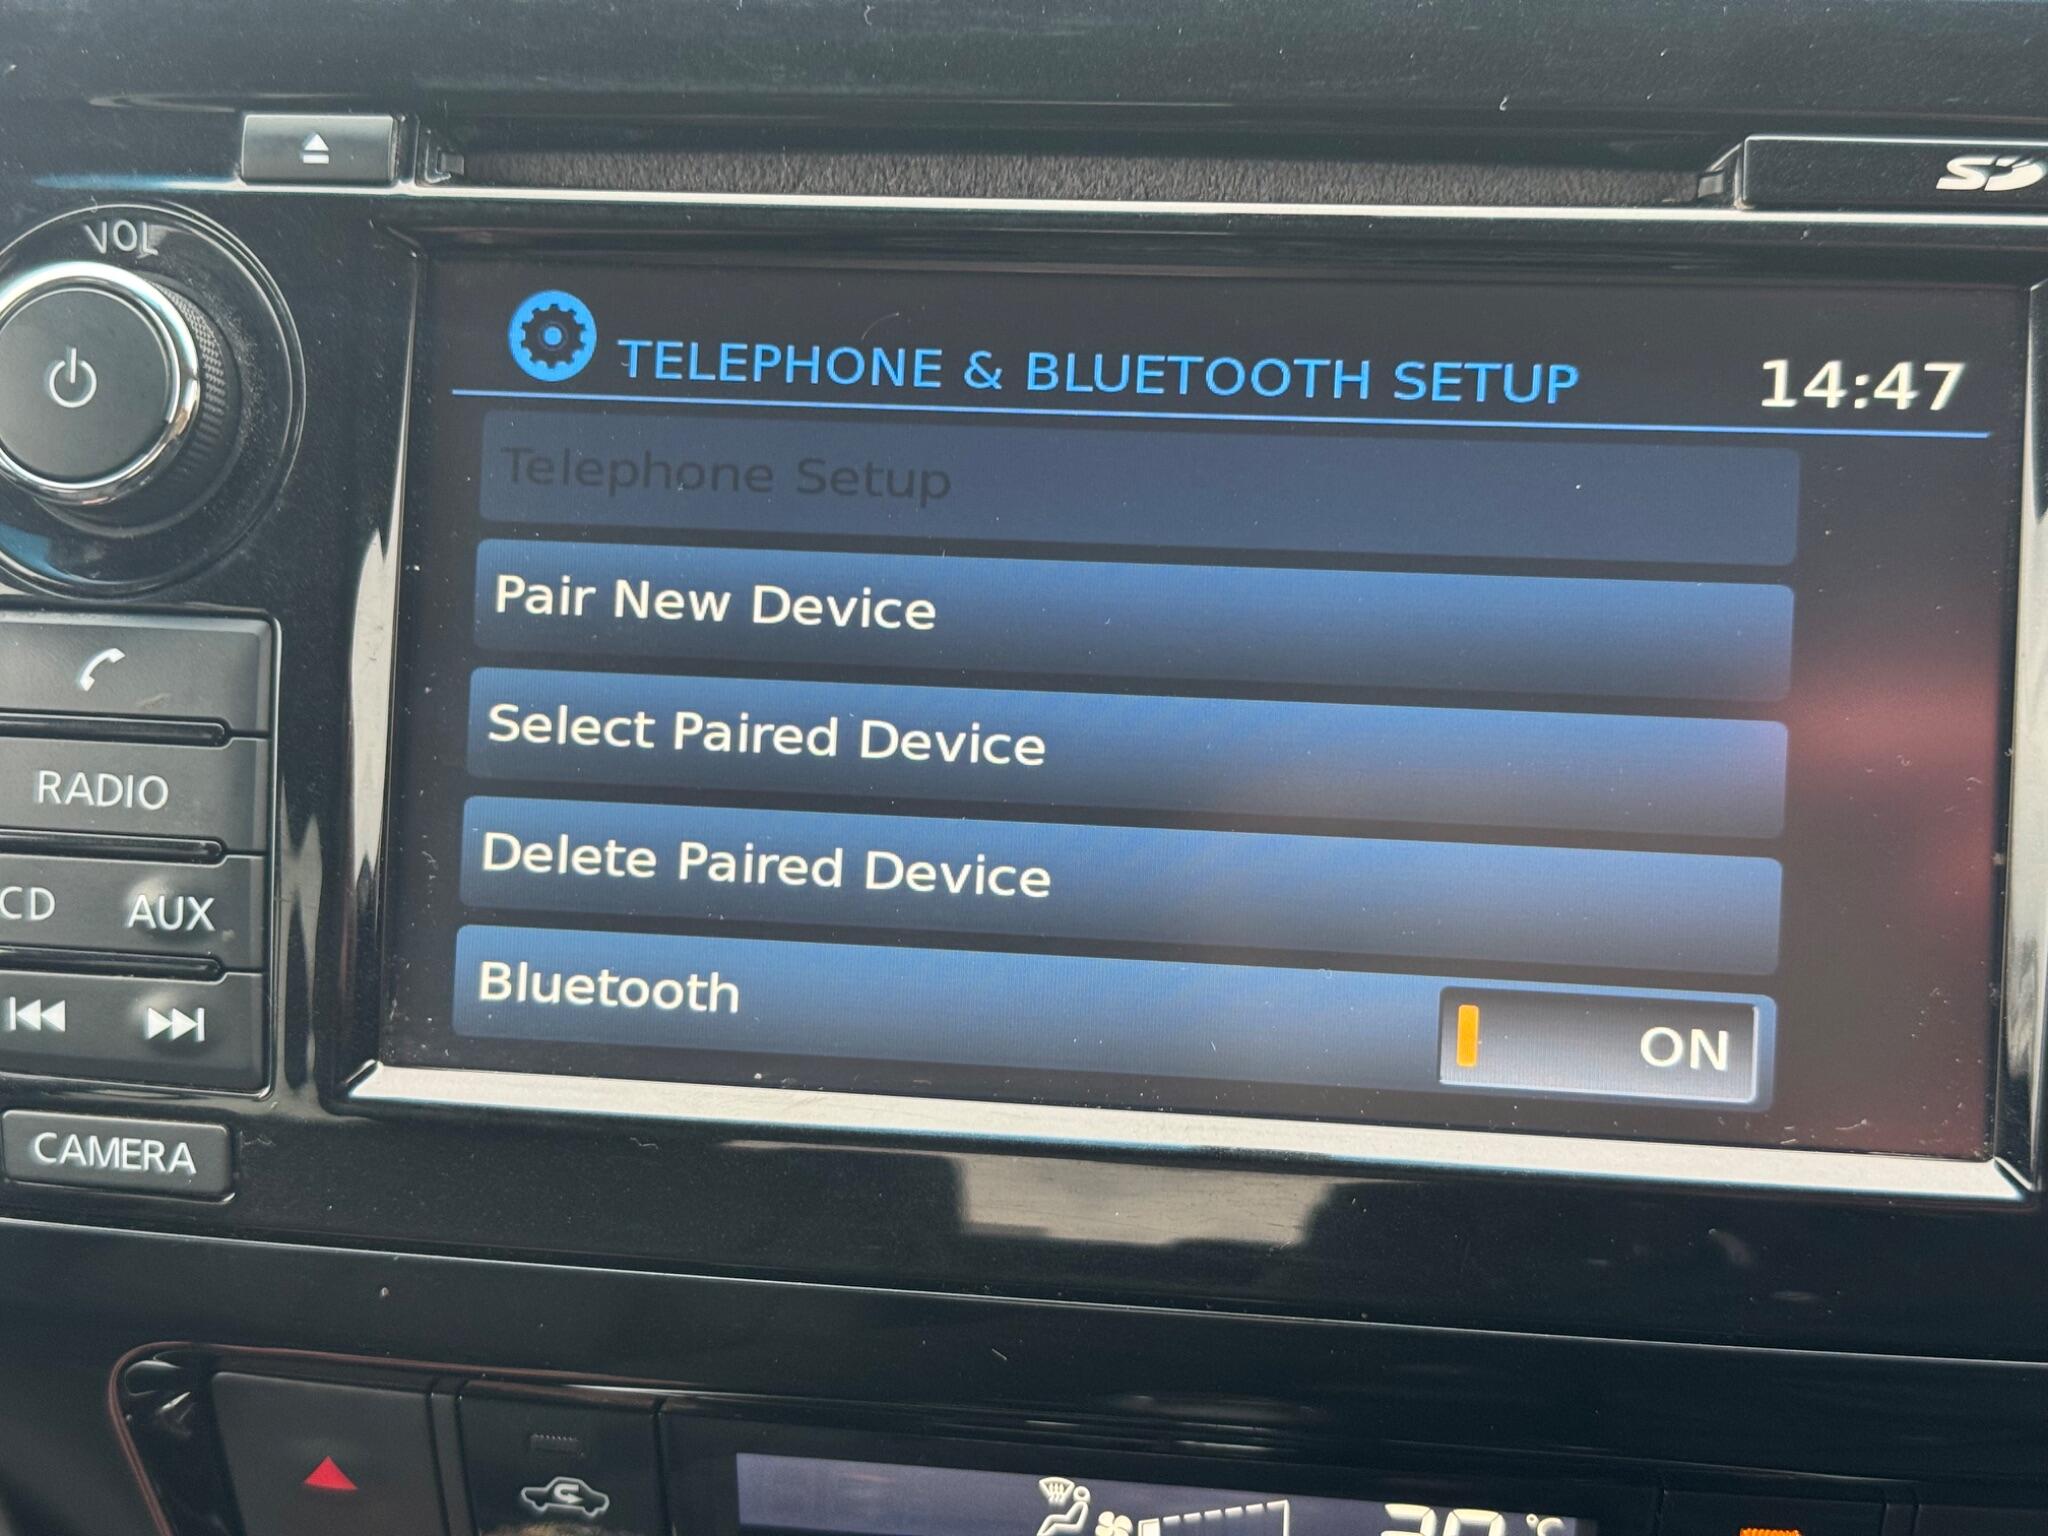 SD
VOL
TELEPHONE & BLUETOOTH SETUP 14:47
Telephone Setup
Pair New Device
Select Paired Device
Delete Paired Device
Bluetooth ON
RADIO
CD AUX
CAMERA
°C